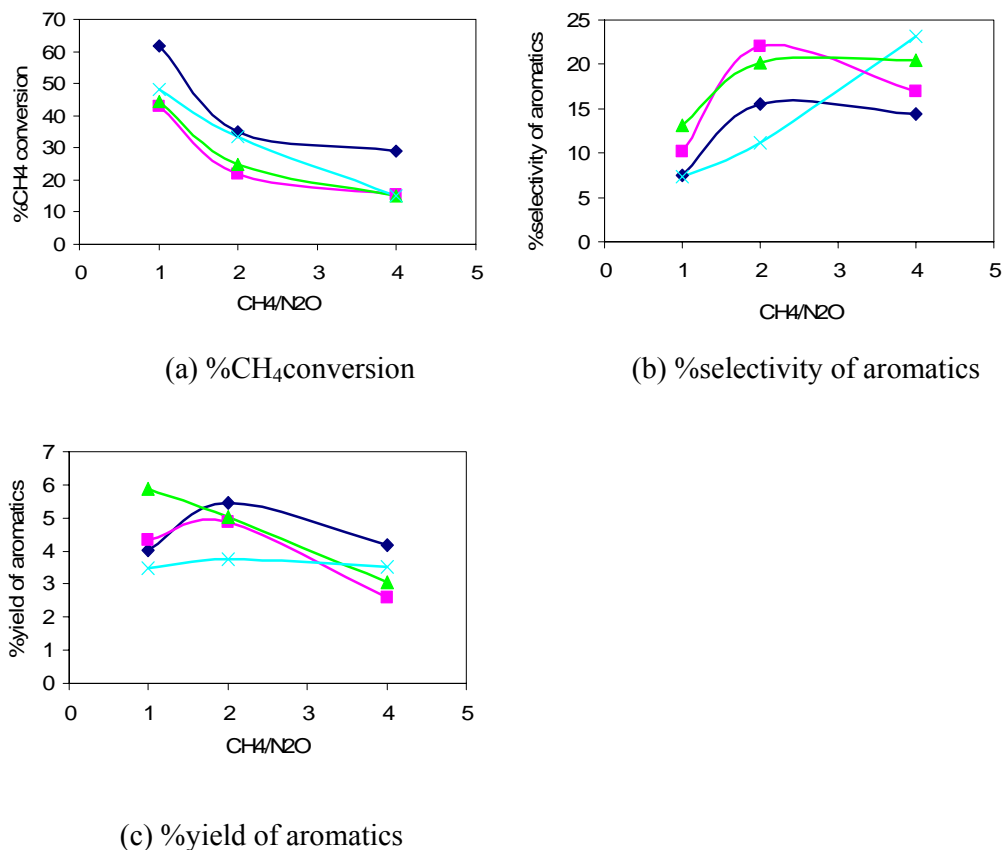 70
60
50
40
30
20
10
0
%CH4 conversion
0 1 2 3 4 5
CH4/N2O
(a) %CH₄conversion
25
20
15
10
5
0
%selectivity of aromatics
0 1 2 3 4 5
CH4/N2O
(b) %selectivity of aromatics
7
6
5
4
3
2
1
0
%yield of aromatics
0 1 2 3 4 5
CH4/N2O
(c) %yield of aromatics